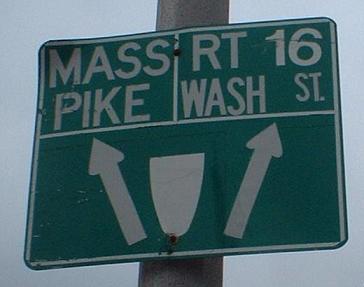 MASS PIKE
RT 16
WASH ST.